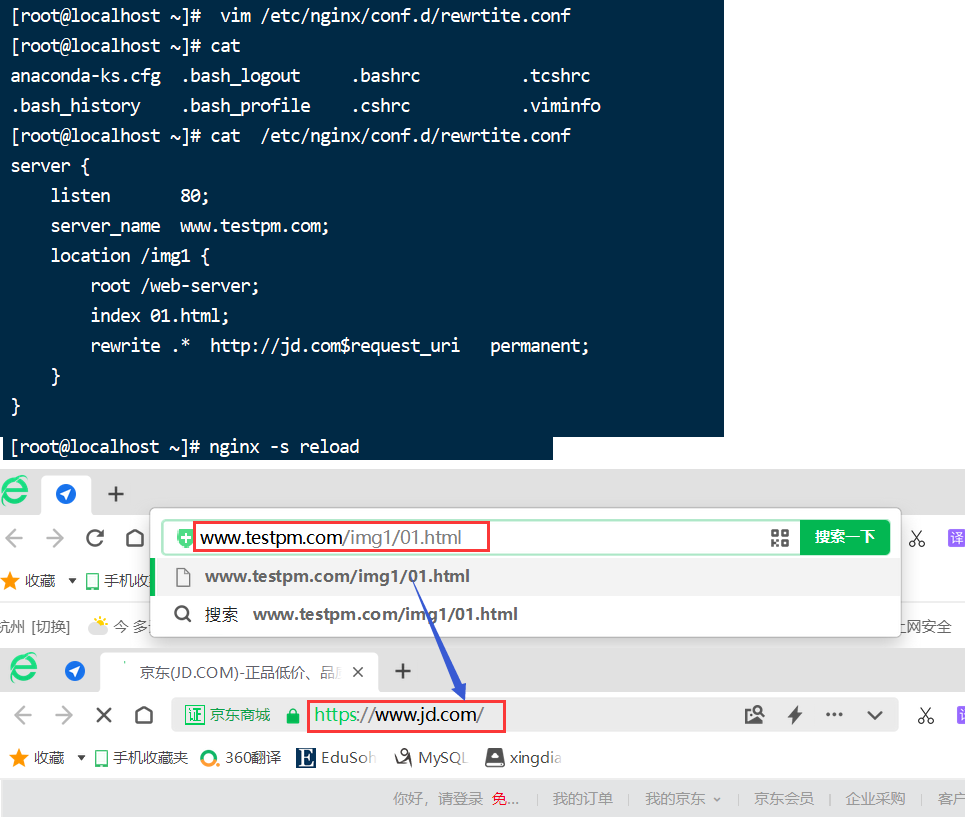 [root@localhost ~]#  vim /etc/nginx/conf.d/rewrtite.conf
[root@localhost ~]# cat
anaconda-ks.cfg  .bash_logout     .bashrc          .tcshrc
.bash_history    .bash_profile    .cshrc           .viminfo
[root@localhost ~]# cat  /etc/nginx/conf.d/rewrtite.conf
server {
    listen       80;
    server_name  www.testpm.com;
    location /img1 {
        root /web-server;
        index 01.html;
        rewrite .*  http://jd.com$request_uri   permanent;
    }
}
[root@localhost ~]# nginx -s reload
www.testpm.com/img1/01.html 搜索一下 译
收藏 手机收
www.testpm.com/img1/01.html
搜索 www.testpm.com/img1/01.html
杭州 [切换] 今 多 上网安全
京东(JD.COM)-正品低价、品
证 京东商城 https://www.jd.com/
收藏 手机收藏夹 360翻译 E EduSoh MySQL xingdia
你好，请登录 免... 我的订单 我的京东 京东会员 企业采购 客户